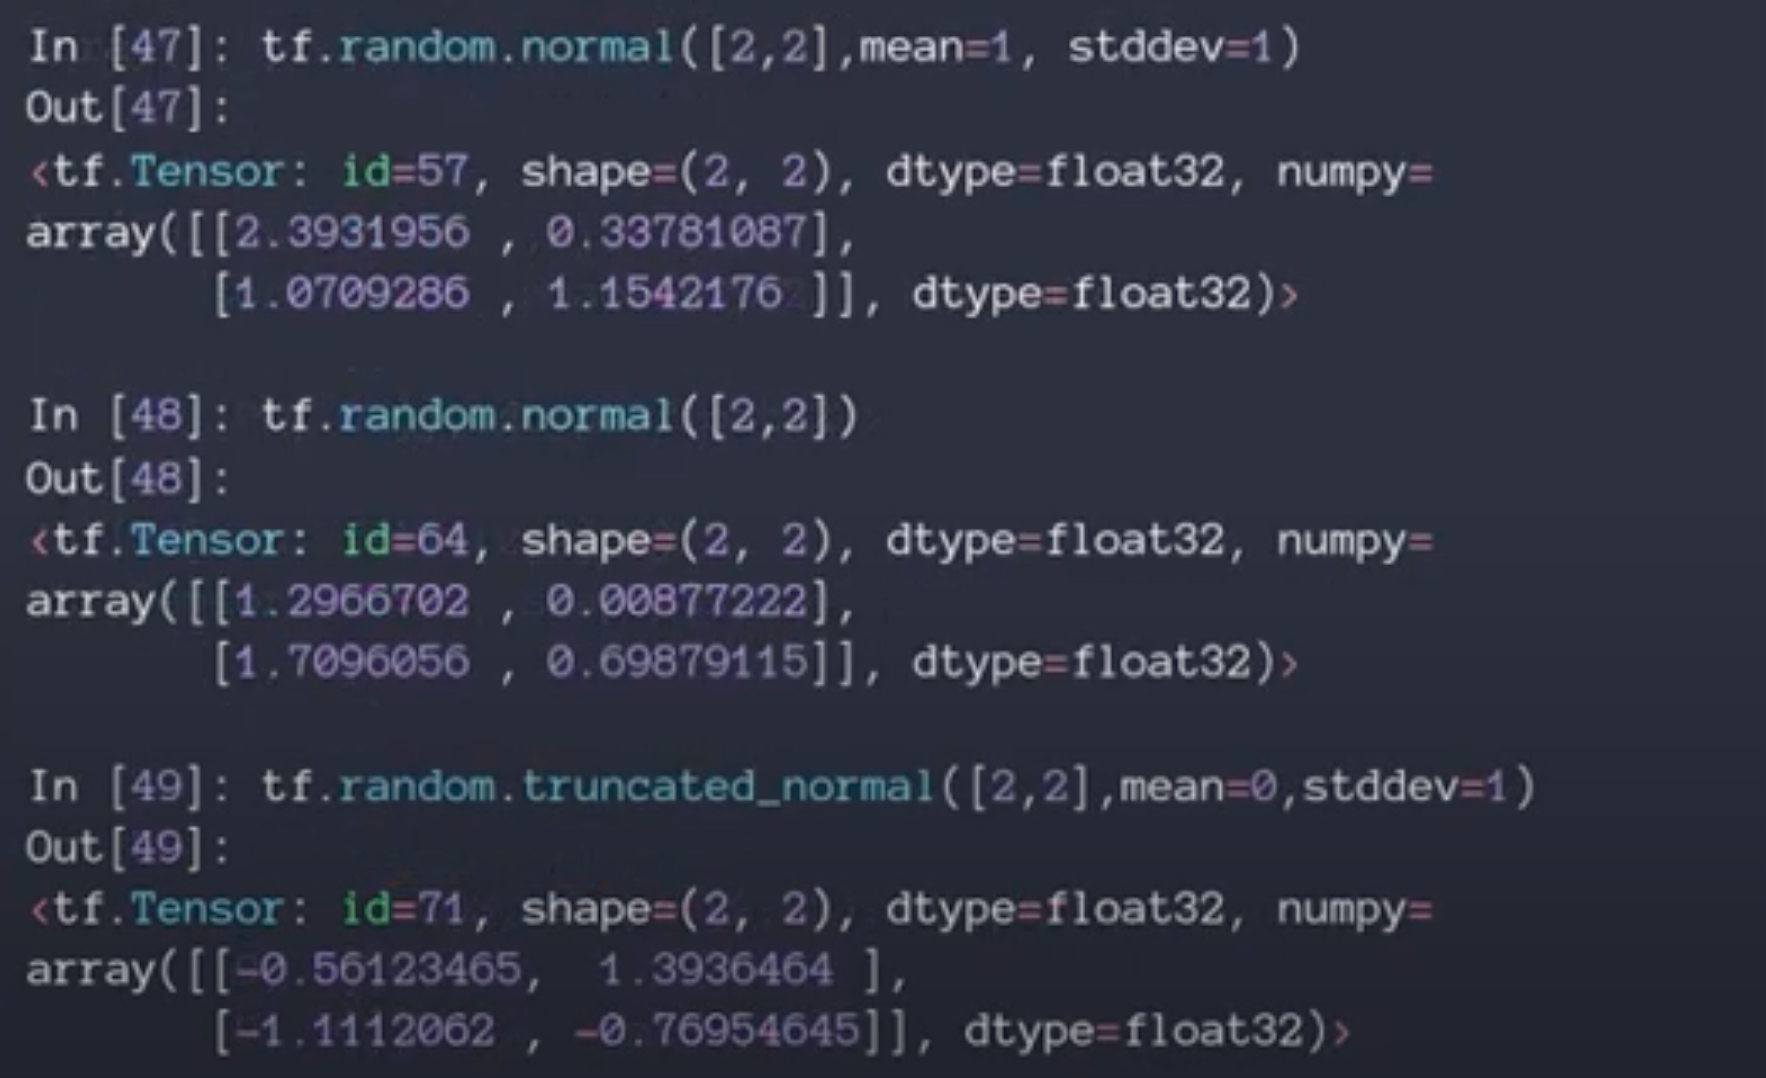 In [47]: tf.random.normal([2,2],mean=1, stddev=1)
Out[47]:
<tf.Tensor: id=57, shape=(2, 2), dtype=float32, numpy=
array([[2.3931956 , 0.33781087],
       [1.0709286 , 1.1542176 ]], dtype=float32)>
In [48]: tf.random.normal([2,2])
Out[48]:
<tf.Tensor: id=64, shape=(2, 2), dtype=float32, numpy=
array([[1.2966702 , 0.00877222],
       [1.7096056 , 0.69879115]], dtype=float32)>
In [49]: tf.random.truncated_normal([2,2],mean=0,stddev=1)
Out[49]:
<tf.Tensor: id=71, shape=(2, 2), dtype=float32, numpy=
array([[-0.56123465,  1.3936464 ],
       [-1.1112062 , -0.76954645]], dtype=float32)>